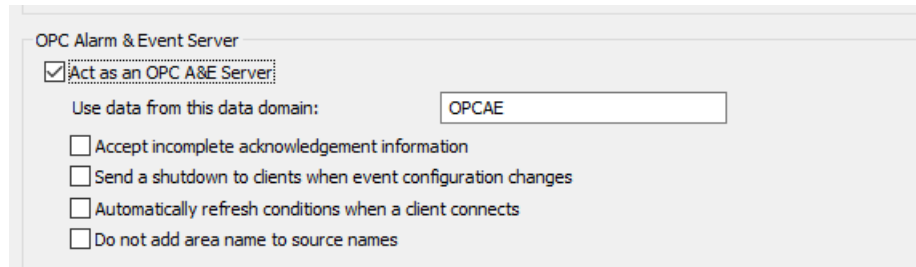 OPC Alarm & Event Server
Act as an OPC A&E Server
Use data from this data domain: OPCAE
Accept incomplete acknowledgement information
Send a shutdown to clients when event configuration changes
Automatically refresh conditions when a client connects
Do not add area name to source names